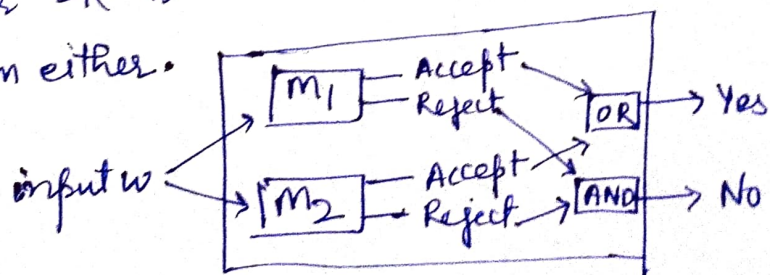 n either.
M1 Accept
Reject OR Yes
input w
M2 Accept
Reject AND No